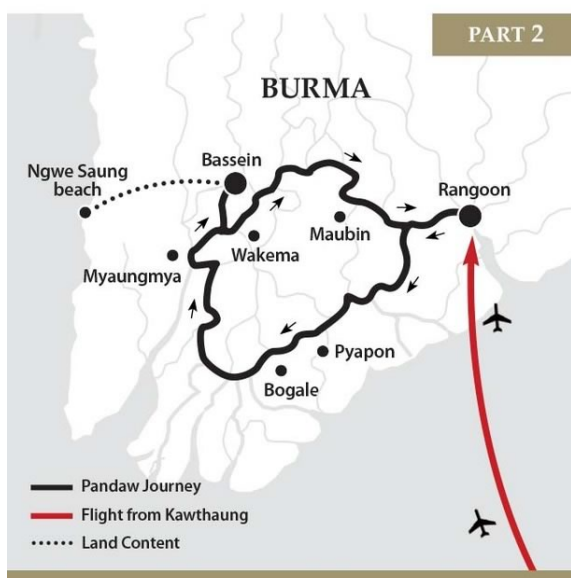 PART 2
BURMA
Bassein
Ngwe Saung
beach
Rangoon
Maubin
Wakema
Myaungmya
Pyapon
Bogale
Pandaw Journey
Flight from Kawthaung
Land Content